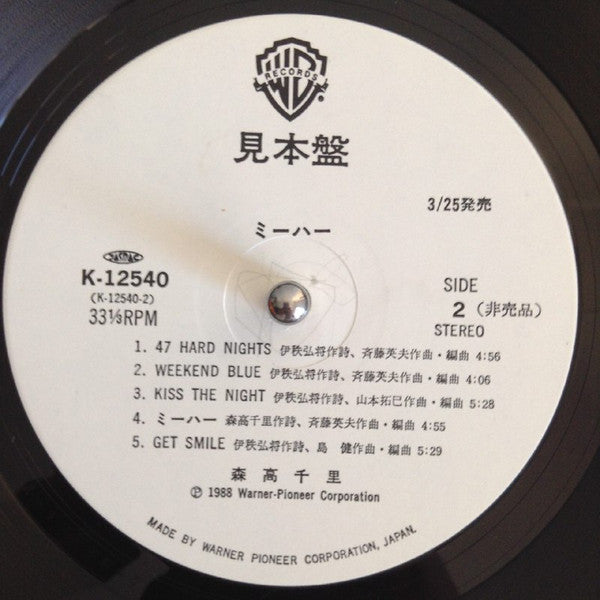 WB RECORDS ®
見本盤
3/25発売
ミーハー
JASRAC
K-12540
(K-12540-2)
33⅓RPM
SIDE
2 (非売品)
STEREO
1. 47 HARD NIGHTS 伊秩弘将作詩、斉藤英夫作曲・編曲 4:56
2. WEEKEND BLUE 伊秩弘将作詩、斉藤英夫作曲・編曲 4:06
3. KISS THE NIGHT 伊秩弘将作詩、山本拓巳作曲・編曲 5:28
4. ミーハー 森高千里作詩、斉藤英夫作曲・編曲 4:55
5. GET SMILE 伊秩弘将作詩、島 健作曲・編曲 5:29
森高千里
Ⓟ 1988 Warner-Pioneer Corporation
MADE BY WARNER PIONEER CORPORATION, JAPAN.